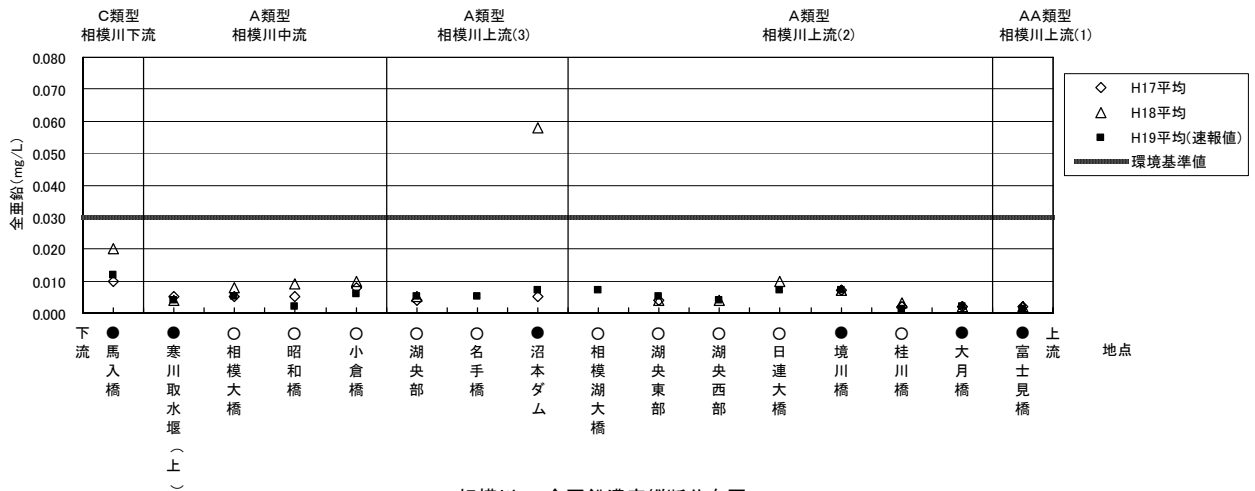 C類型
相模川下流
A類型
相模川中流
A類型
相模川上流(3)
A類型
相模川上流(2)
AA類型
相模川上流(1)
全亜鉛(mg/L)
0.080
0.070
0.060
0.050
0.040
0.030
0.020
0.010
0.000
H17平均
H18平均
H19平均(速報値)
環境基準値
下流
馬入橋
寒川取水堰(上)
相模大橋
昭和橋
小倉橋
湖央部
名手橋
沼本ダム
相模湖大橋
湖央東部
湖央西部
日連大橋
境川橋
桂川橋
大月橋
富士見橋
上流
地点